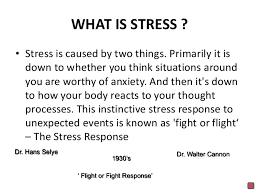 WHAT IS STRESS ?
• Stress is caused by two things. Primarily it is
down to whether you think situations around
you are worthy of anxiety. And then it's down
to how your body reacts to your thought
processes. This instinctive stress response to
unexpected events is known as 'fight or flight‘
– The Stress Response
Dr. Hans Selye
1930's
Dr. Walter Cannon
‘ Flight or Fight Response’